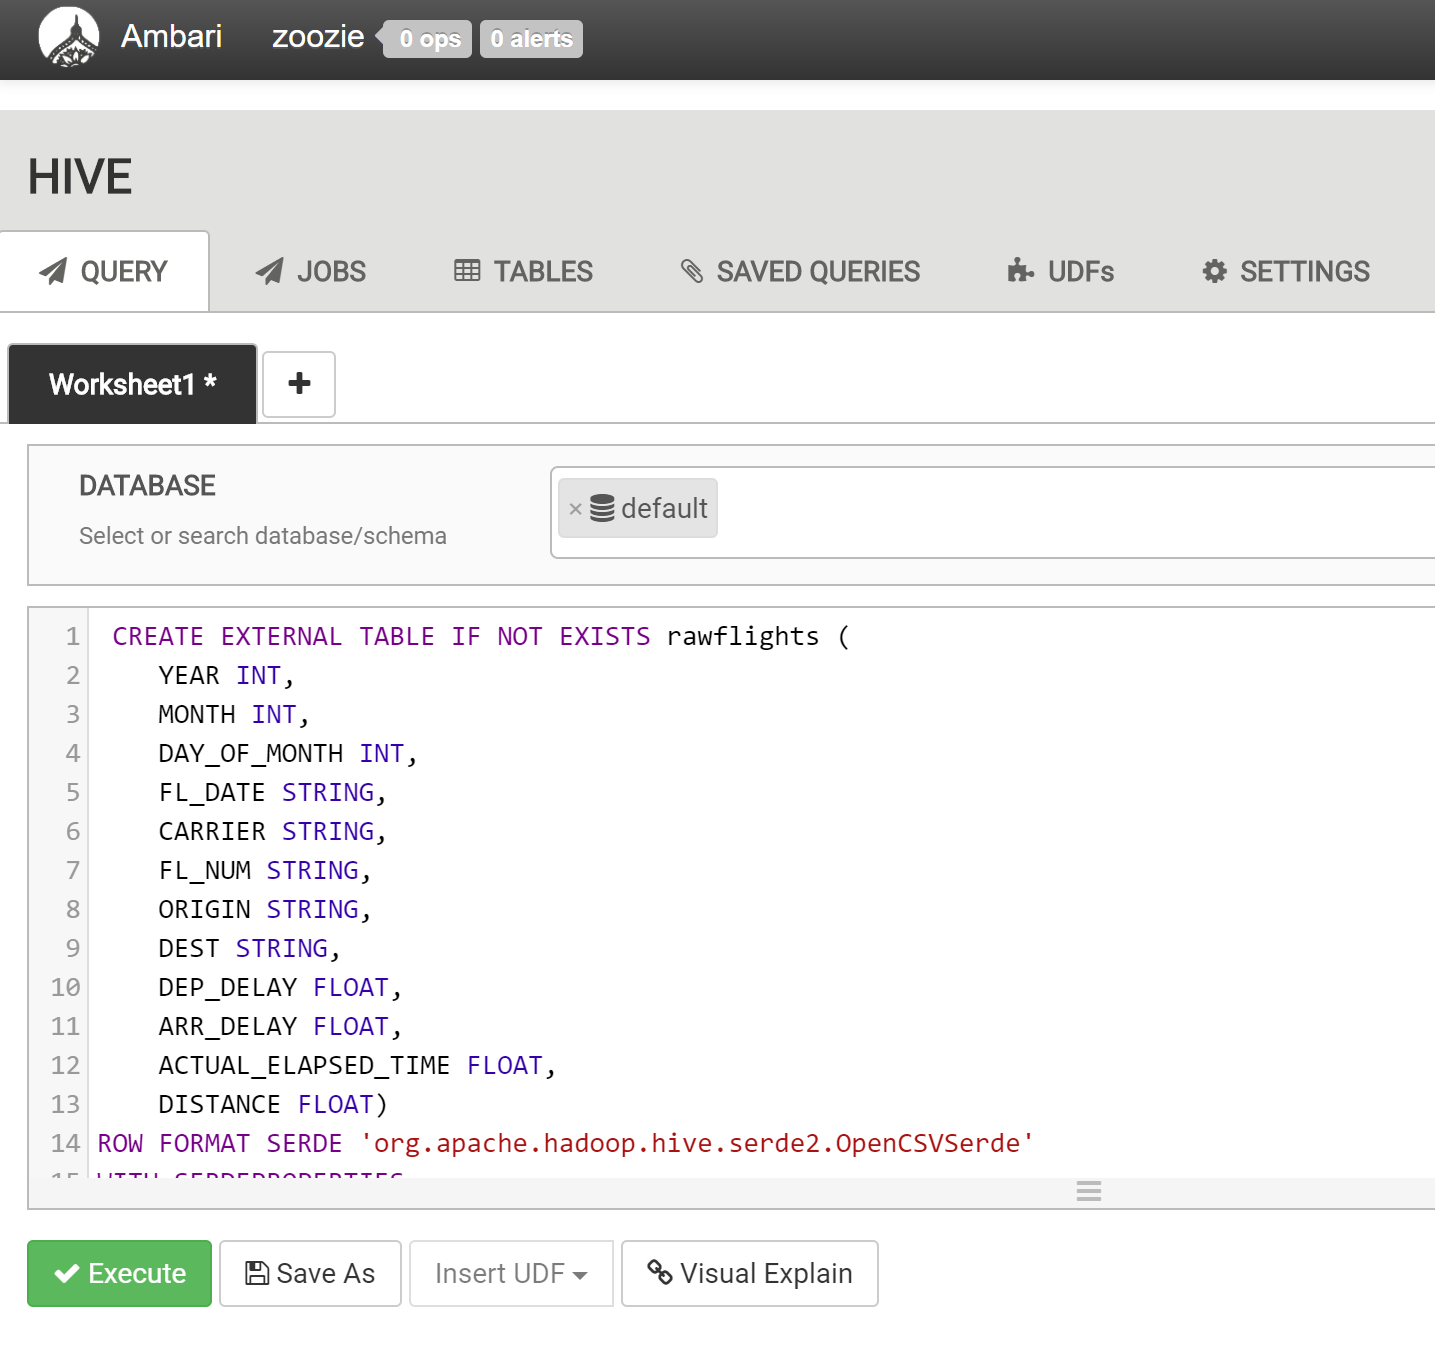 Ambari zoozie 0 ops 0 alerts
HIVE
QUERY JOBS TABLES SAVED QUERIES UDFs SETTINGS
Worksheet1 * +
DATABASE
Select or search database/schema
× default
1 CREATE EXTERNAL TABLE IF NOT EXISTS rawflights (
2 YEAR INT,
3 MONTH INT,
4 DAY_OF_MONTH INT,
5 FL_DATE STRING,
6 CARRIER STRING,
7 FL_NUM STRING,
8 ORIGIN STRING,
9 DEST STRING,
10 DEP_DELAY FLOAT,
11 ARR_DELAY FLOAT,
12 ACTUAL_ELAPSED_TIME FLOAT,
13 DISTANCE FLOAT)
14 ROW FORMAT SERDE 'org.apache.hadoop.hive.serde2.OpenCSVSerde'
15 WITH SERDEPROPERTIES
Execute Save As Insert UDF Visual Explain